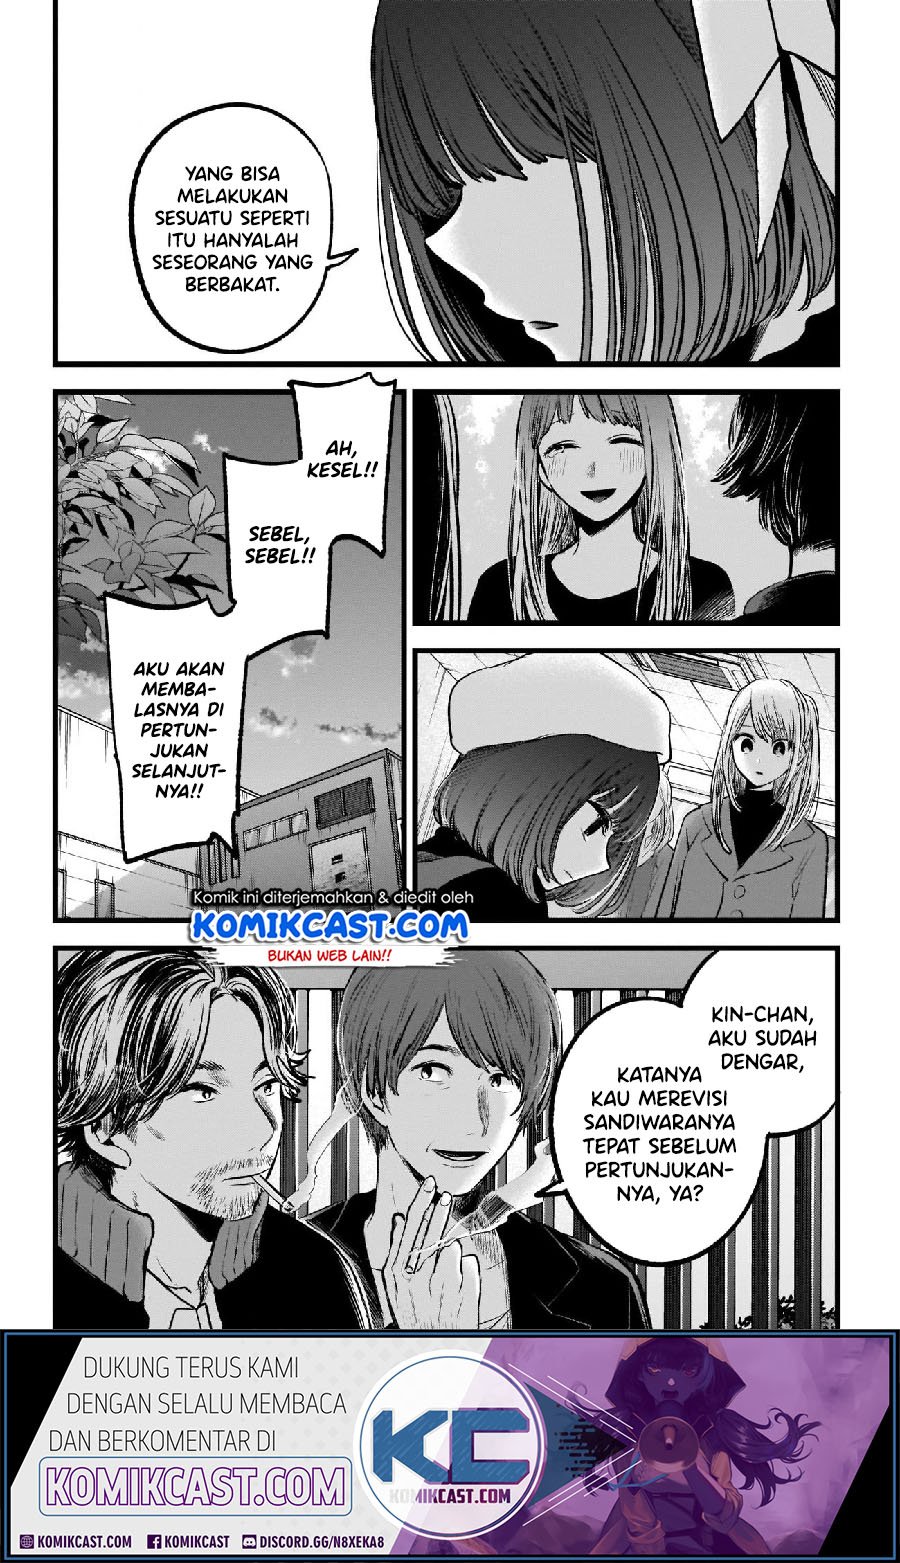 YANG BISA
MELAKUKAN
SESUATU SEPERTI
ITU HANYALAH
SESEORANG YANG
BERBAKAT.
AH,
KESEL!!
SEBEL,
SEBEL!!
AKU AKAN
MEMBA-
LASNYA DI
PERTUN-
JUKAN
SELANJUT-
NYA!!
Komik ini diterjemahkan & diedit oleh
KOMIKCAST.COM
BUKAN WEB LAIN!!
KIN-CHAN,
AKU SUDAH
DENGAR,
KATANYA
KAU MEREVISI
SANDIWARANYA
TEPAT SEBELUM
PERTUNJUKAN-
NYA, YA?
DUKUNG TERUS KAMI
DENGAN SELALU MEMBACA
DAN BERKOMENTAR DI
KOMIKCAST.COM
KC
KOMIKCAST.COM
KOMIKCAST.COM KOMIKCAST DISCORD.GG/N8XEKA8